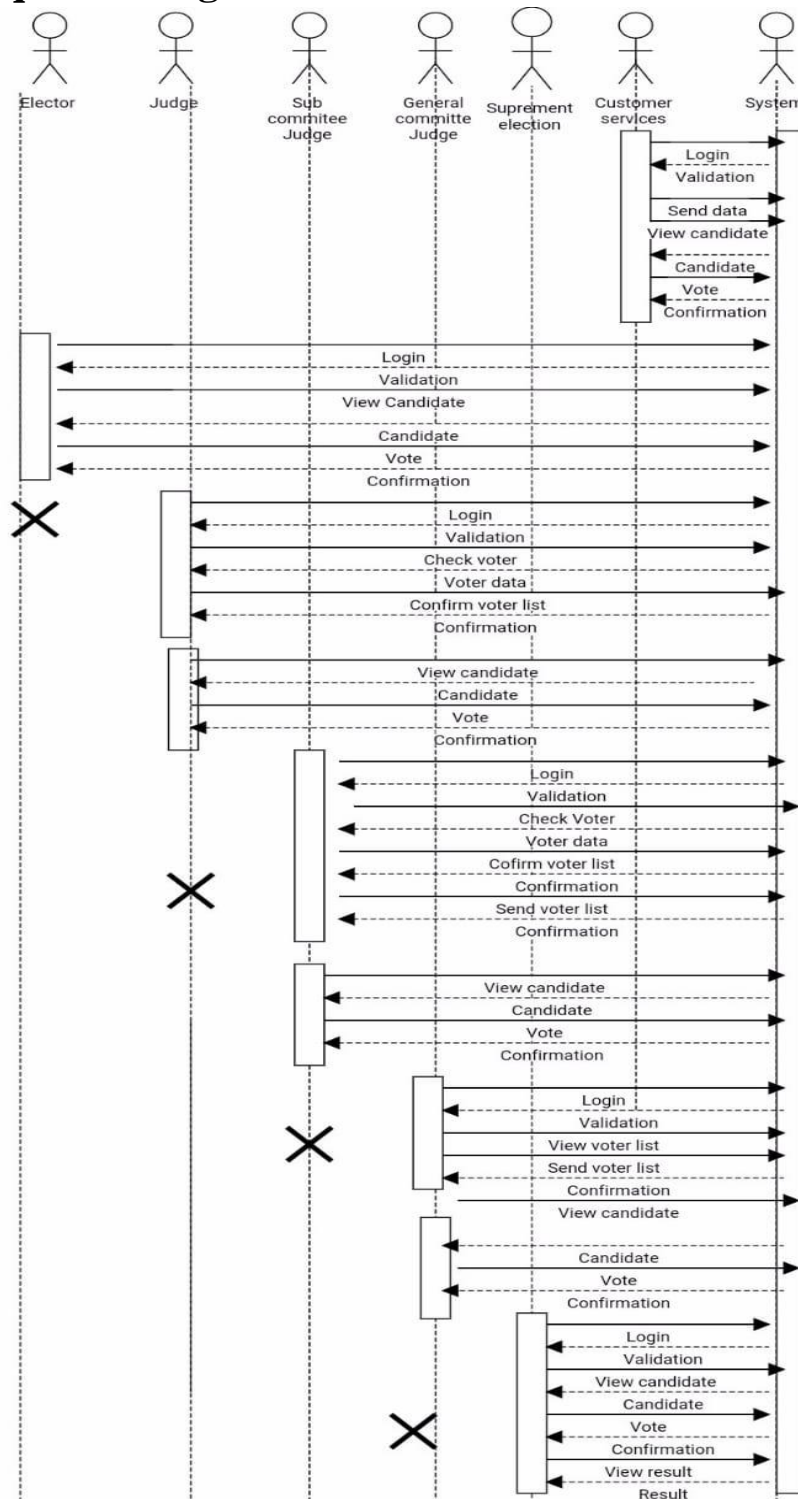 Elector
Judge
Sub
commitee
Judge
General
committe
Judge
Suprement
election
Customer
services
System
Login
Validation
Send data
View candidate
Candidate
Vote
Confirmation
Login
Validation
View Candidate
Candidate
Vote
Confirmation
Login
Validation
Check voter
Voter data
Confirm voter list
Confirmation
View candidate
Candidate
Vote
Confirmation
Login
Validation
Check Voter
Voter data
Cofirm voter list
Confirmation
Send voter list
Confirmation
View candidate
Candidate
Vote
Confirmation
Login
Validation
View voter list
Send voter list
Confirmation
View candidate
Candidate
Vote
Confirmation
Login
Validation
View candidate
Candidate
Vote
Confirmation
View result
Result